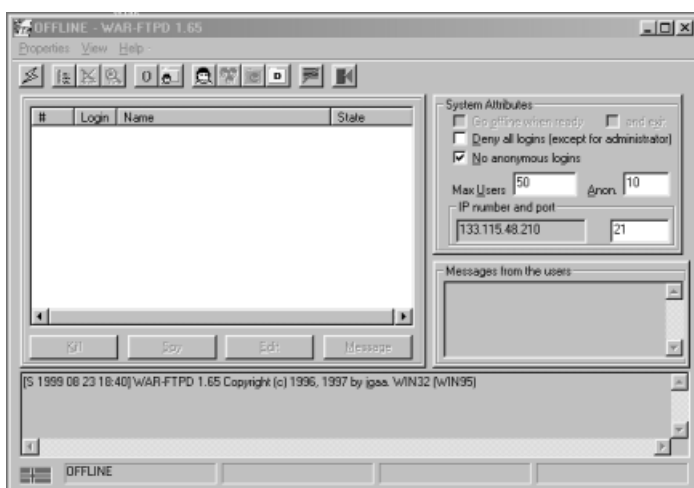 OFFLINE - WAR-FTPD 1.65
Properties View Help
# Login Name State
Kill Spy Edit Message
System Attributes
Go offline when ready and exit
Deny all logins (except for administrator)
No anonymous logins
Max Users 50 Anon. 10
IP number and port
133.115.48.210 21
Messages from the users
[S 1999 08 23 18:40] WAR-FTPD 1.65 Copyright (c) 1996, 1997 by jgaa. WIN32 (WIN95)
OFFLINE